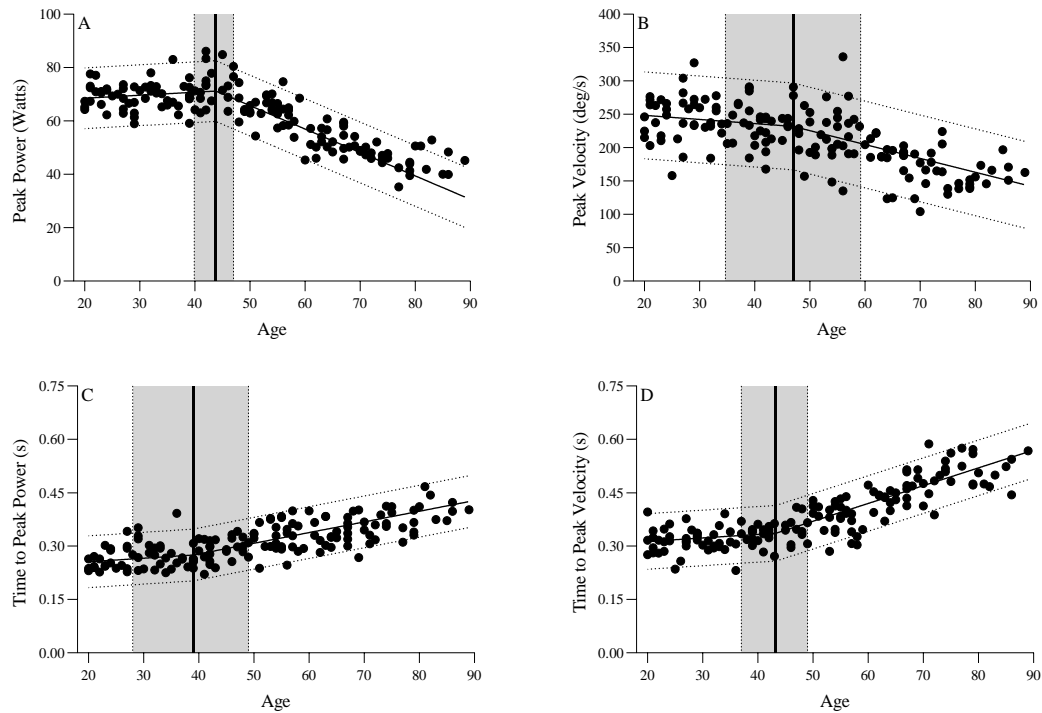 A
Peak Power (Watts)
100
80
60
40
20
0
20 30 40 50 60 70 80 90
Age
B
Peak Velocity (deg/s)
400
350
300
250
200
150
100
50
0
20 30 40 50 60 70 80 90
Age
C
Time to Peak Power (s)
0.75
0.60
0.45
0.30
0.15
0.00
20 30 40 50 60 70 80 90
Age
D
Time to Peak Velocity (s)
0.75
0.60
0.45
0.30
0.15
0.00
20 30 40 50 60 70 80 90
Age